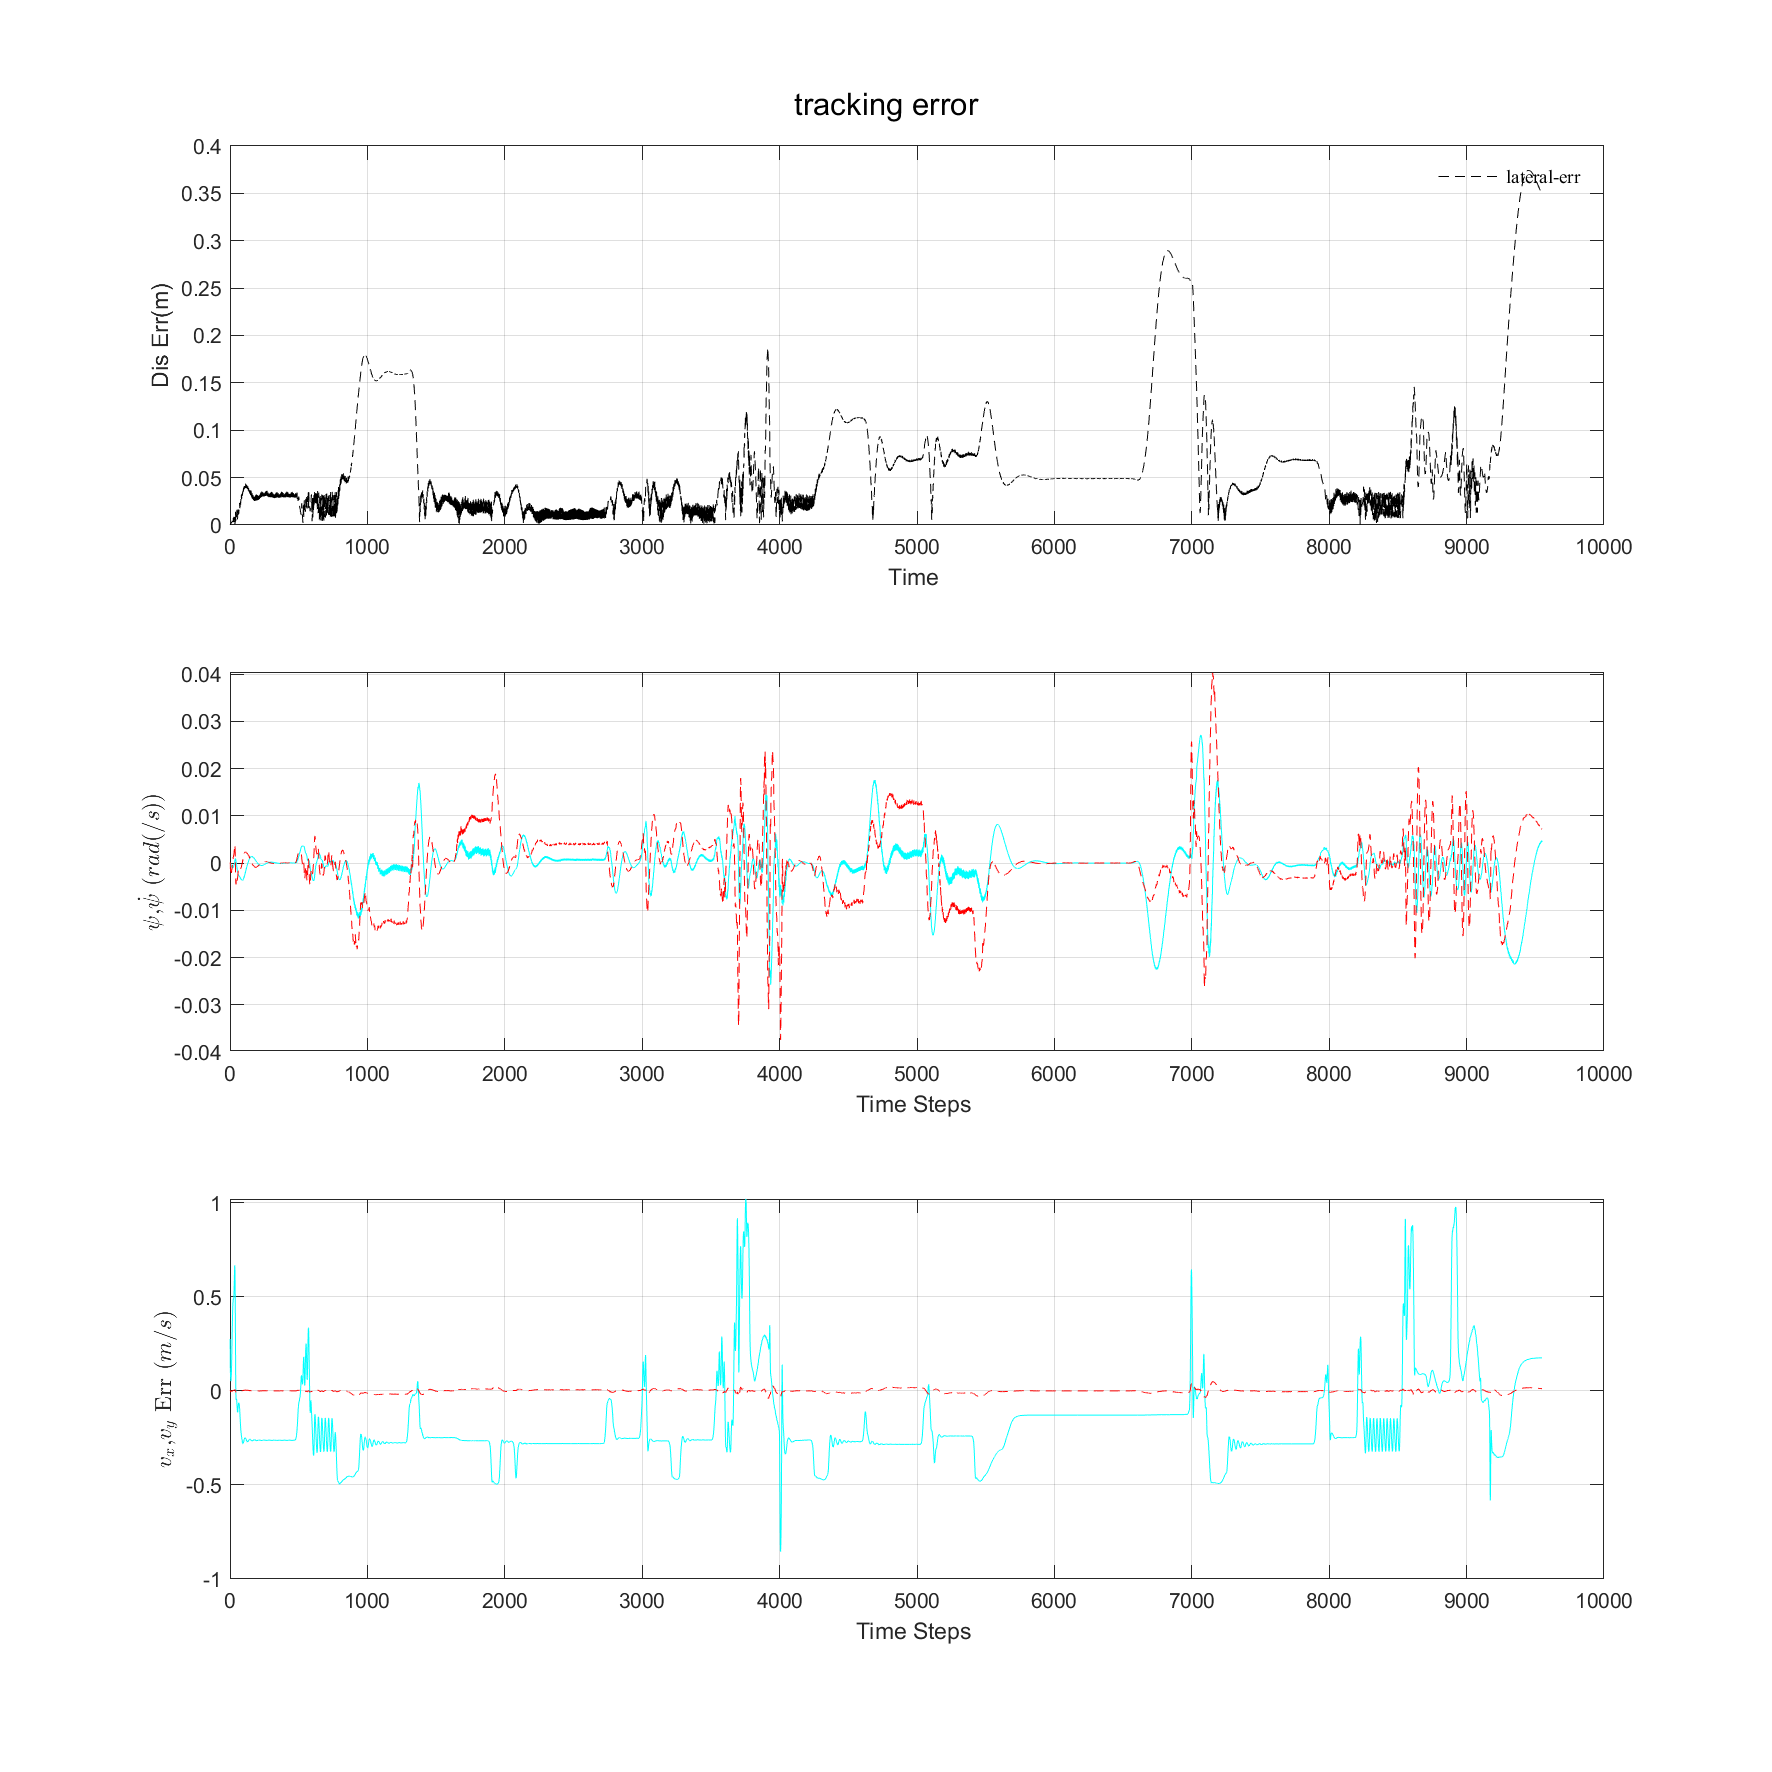 tracking error
0.4
0.35
0.3
0.25
0.2
0.15
0.1
0.05
0
Dis Err(m)
lateral-err
0 1000 2000 3000 4000 5000 6000 7000 8000 9000 10000
Time
0.04
0.03
0.02
0.01
0
-0.01
-0.02
-0.03
-0.04
ψ,ψ̇ (rad(/s))
0 1000 2000 3000 4000 5000 6000 7000 8000 9000 10000
Time Steps
1
0.5
0
-0.5
-1
v_x,v_y Err (m/s)
0 1000 2000 3000 4000 5000 6000 7000 8000 9000 10000
Time Steps